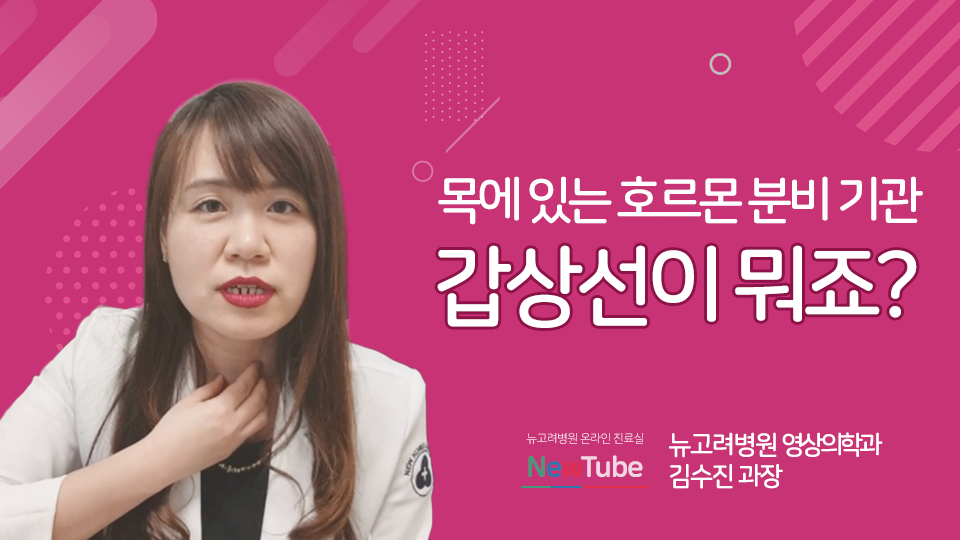 목에 있는 호르몬 분비 기관
갑상선이 뭐죠?
뉴고려병원 온라인 진료실
NewTube
뉴고려병원 영상의학과
김수진 과장